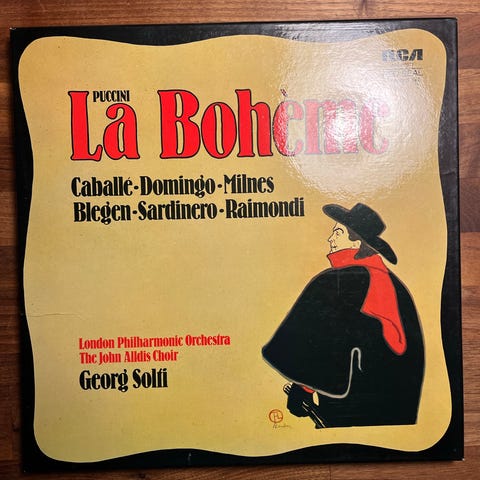 RCA
PUCCINI
La Bohème
Caballé-Domingo-Milnes
Blegen-Sardinero-Raimondi
London Philharmonic Orchestra
The John Alldis Choir
Georg Solti